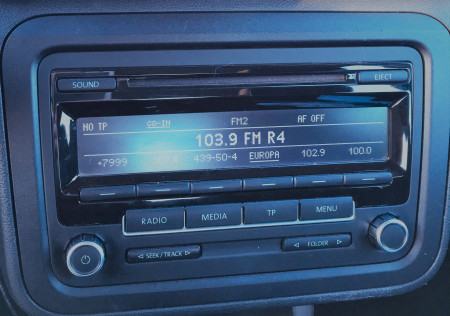 SOUND EJECT
NO TP CD-IN FM2 AF OFF
103.9 FM R4
+7999 439-50-4 EUROPA 102.9 100.0
RADIO MEDIA TP MENU
SEEK / TRACK FOLDER